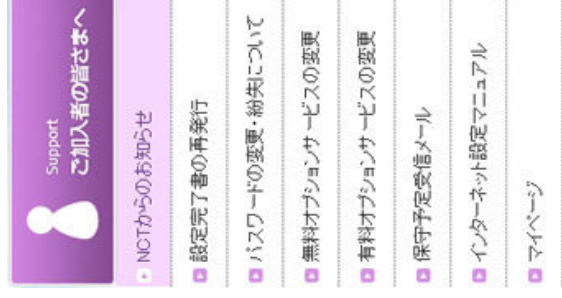 Support
ご加入者の皆さまへ
NCTからのお知らせ
設定完了書の再発行
パスワードの変更・紛失について
無料オプションサービスの変更
有料オプションサービスの変更
保守予定受信メール
インターネット設定マニュアル
マイページ